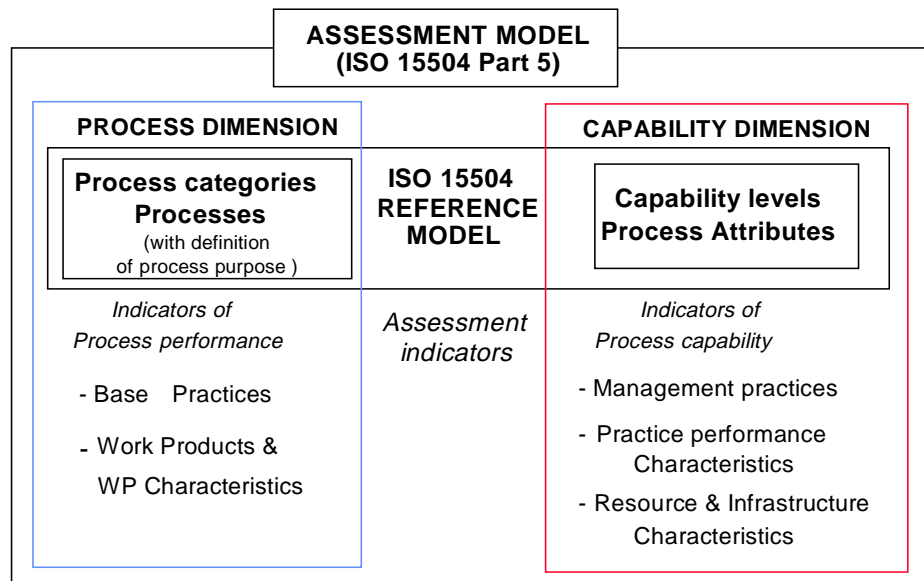 ASSESSMENT MODEL
(ISO 15504 Part 5)
PROCESS DIMENSION
Process categories
Processes
(with definition
of process purpose )
Indicators of
Process performance
- Base Practices
- Work Products &
WP Characteristics
ISO 15504
REFERENCE
MODEL
Assessment
indicators
CAPABILITY DIMENSION
Capability levels
Process Attributes
Indicators of
Process capability
- Management practices
- Practice performance
Characteristics
- Resource & Infrastructure
Characteristics